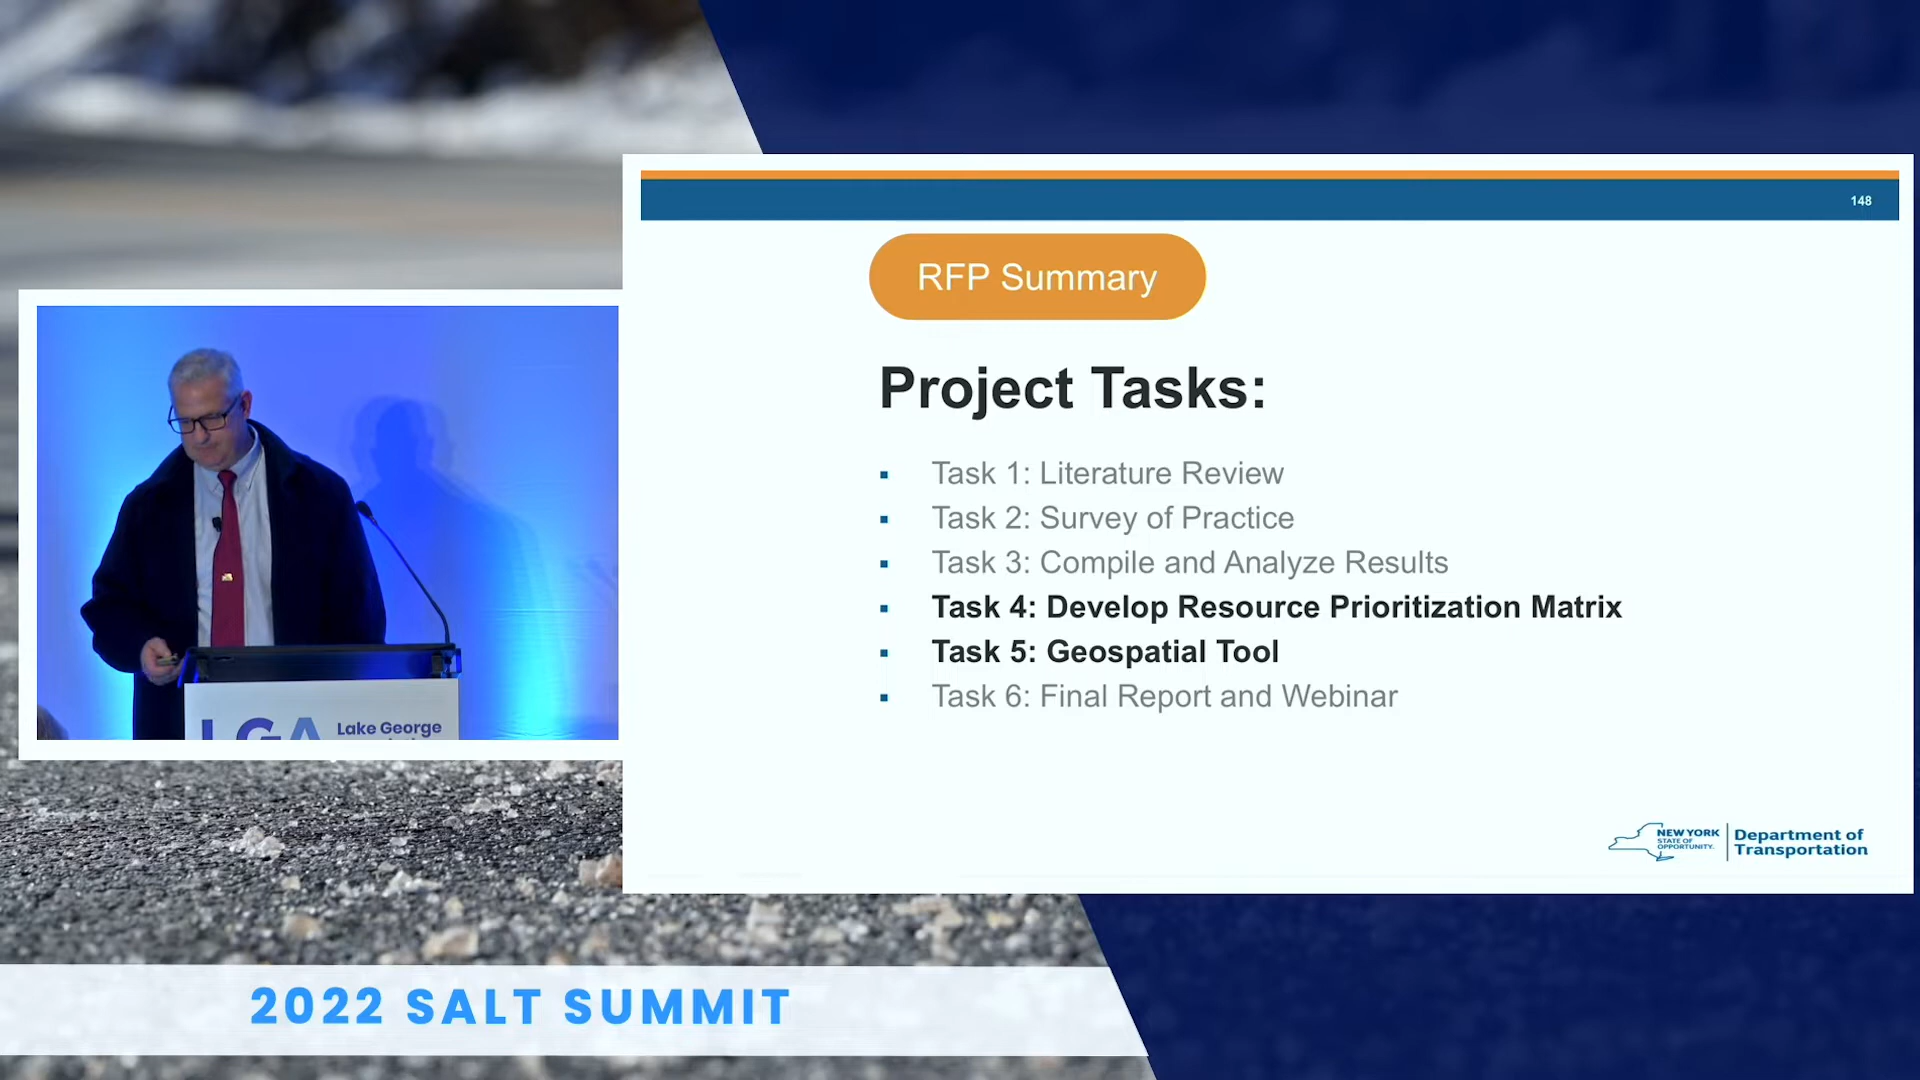 148
RFP Summary
Project Tasks:
▪ Task 1: Literature Review
▪ Task 2: Survey of Practice
▪ Task 3: Compile and Analyze Results
▪ Task 4: Develop Resource Prioritization Matrix
▪ Task 5: Geospatial Tool
▪ Task 6: Final Report and Webinar
NEW YORK
STATE OF
OPPORTUNITY.
Department of
Transportation
LGA
Lake George
2022 SALT SUMMIT